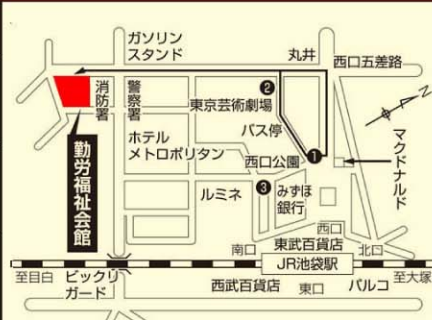 ガソリン
スタンド
丸井
西口五差路
消防署
警察署
❷
東京芸術劇場
バス停
N
ホテル
メトロポリタン
西口公園
❶
マクドナルド
勤労福祉会館
ルミネ
❸
みずほ
銀行
西口
南口
東武百貨店
北口
JR池袋駅
至目白
ビックリ
ガード
西武百貨店
東口
パルコ
至大塚